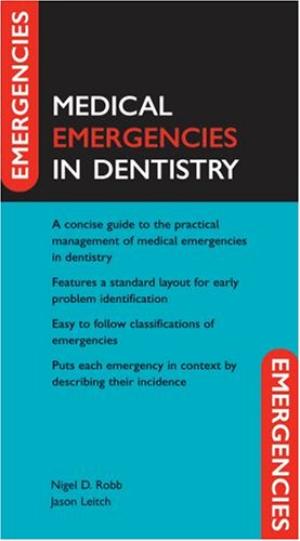 EMERGENCIES
MEDICAL
EMERGENCIES
IN DENTISTRY
A concise guide to the practical
management of medical emergencies
in dentistry
Features a standard layout for early
problem identification
Easy to follow classifications of
emergencies
Puts each emergency in context by
describing their incidence
EMERGENCIES
Nigel D. Robb
Jason Leitch